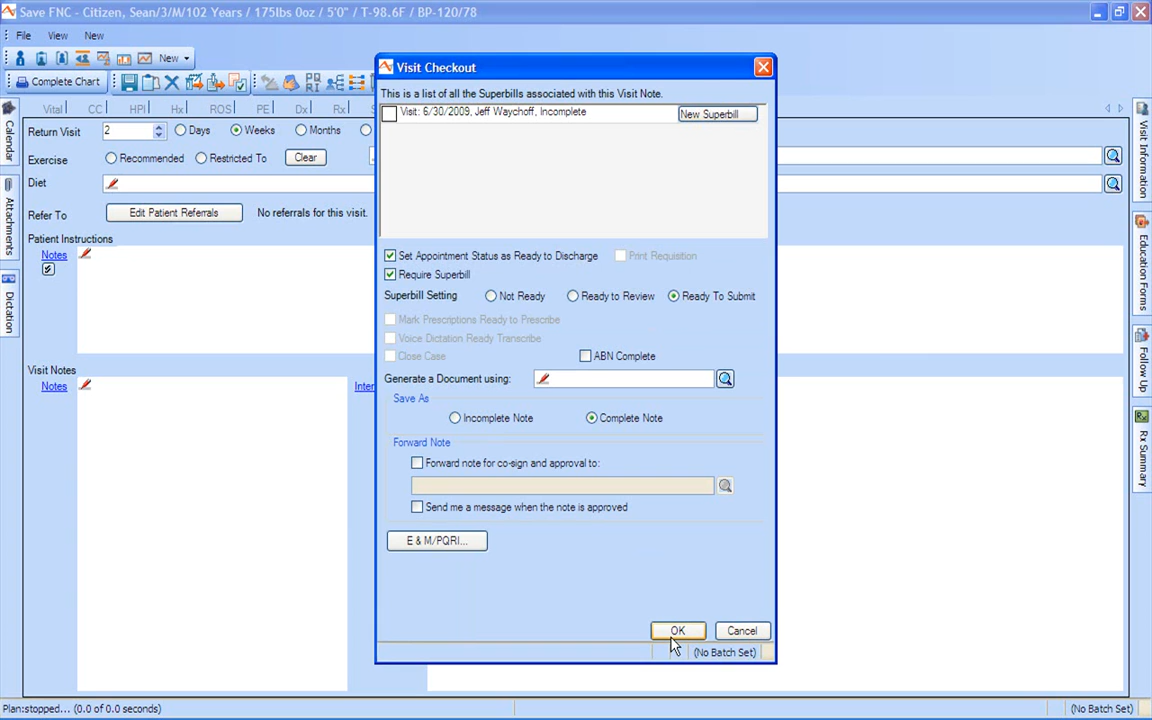 Save FNC - Citizen, Sean/3/M/102 Years / 175lbs 0oz / 5'0" / T-98.6F / BP-120/78
File View New
New
Complete Chart
Vital CC HPI Hx ROS PE Dx Rx
Return Visit 2 Days Weeks Months
Exercise Recommended Restricted To Clear
Diet
Refer To Edit Patient Referrals No referrals for this visit.
Patient Instructions
Notes
Visit Notes
Notes
Inter
Calendar
Attachments
Dictation
Visit Checkout
This is a list of all the Superbills associated with this Visit Note.
Visit: 6/30/2009, Jeff Waychoff, Incomplete New Superbill
Set Appointment Status as Ready to Discharge Print Requisition
Require Superbill
Superbill Setting Not Ready Ready to Review Ready To Submit
Mark Prescriptions Ready to Prescribe
Voice Dictation Ready Transcribe
Close Case ABN Complete
Generate a Document using:
Save As
Incomplete Note Complete Note
Forward Note
Forward note for co-sign and approval to:
Send me a message when the note is approved
E & M/PQRI...
OK Cancel
(No Batch Set)
Visit Information
Education Forms
Follow Up
Rx Summary
Plan:stopped... (0.0 of 0.0 seconds) (No Batch Set)